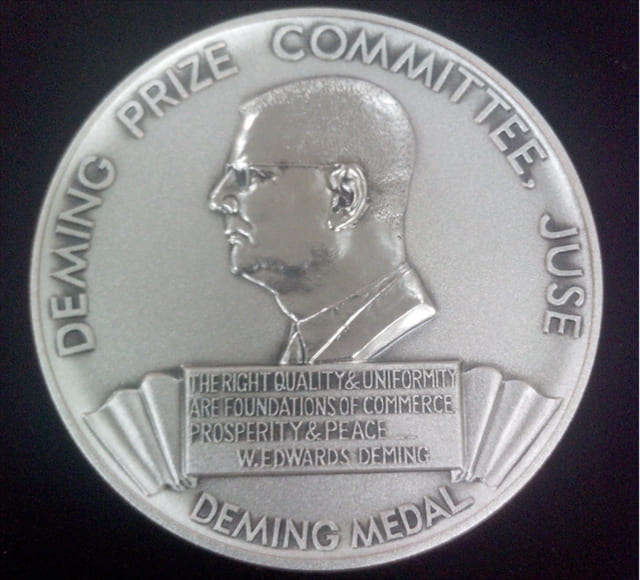 DEMING PRIZE COMMITTEE, JUSE
THE RIGHT QUALITY & UNIFORMITY
ARE FOUNDATIONS OF COMMERCE
PROSPERITY & PEACE
W. EDWARDS DEMING
DEMING MEDAL